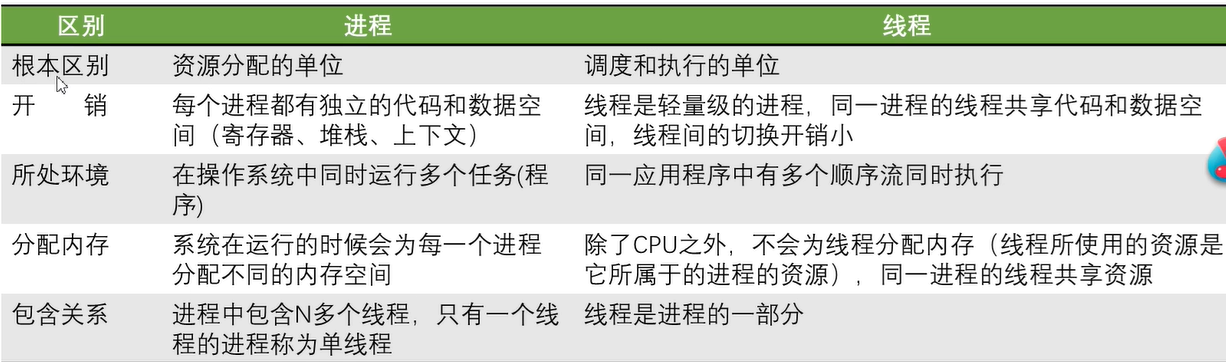 区别 进程 线程
根本区别 资源分配的单位 调度和执行的单位
开 销 每个进程都有独立的代码和数据空 线程是轻量级的进程，同一进程的线程共享代码和数据空
间（寄存器、堆栈、上下文） 间，线程间的切换开销小
所处环境 在操作系统中同时运行多个任务(程 同一应用程序中有多个顺序流同时执行
序)
分配内存 系统在运行的时候会为每一个进程 除了CPU之外，不会为线程分配内存（线程所使用的资源是
分配不同的内存空间 它所属于的进程的资源），同一进程的线程共享资源
包含关系 进程中包含N多个线程，只有一个线 线程是进程的一部分
程的进程称为单线程